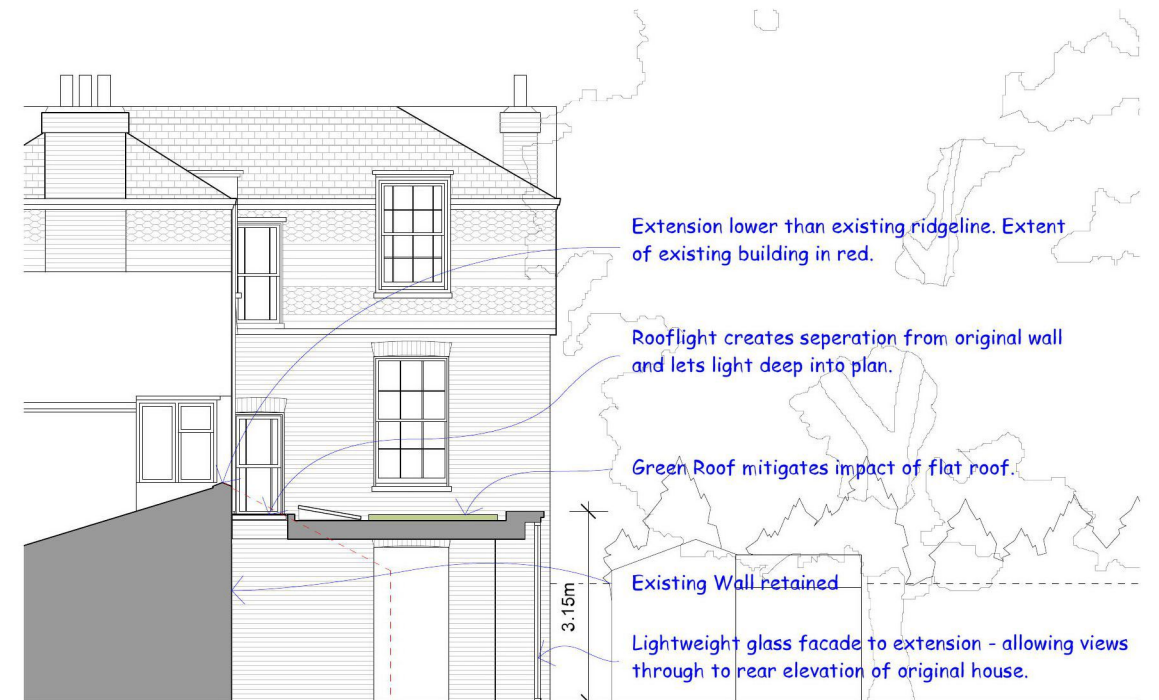 Extension lower than existing ridgeline. Extent
of existing building in red.
Rooflight creates seperation from original wall
and lets light deep into plan.
Green Roof mitigates impact of flat roof.
Existing Wall retained
3.15m
Lightweight glass facade to extension - allowing views
through to rear elevation of original house.